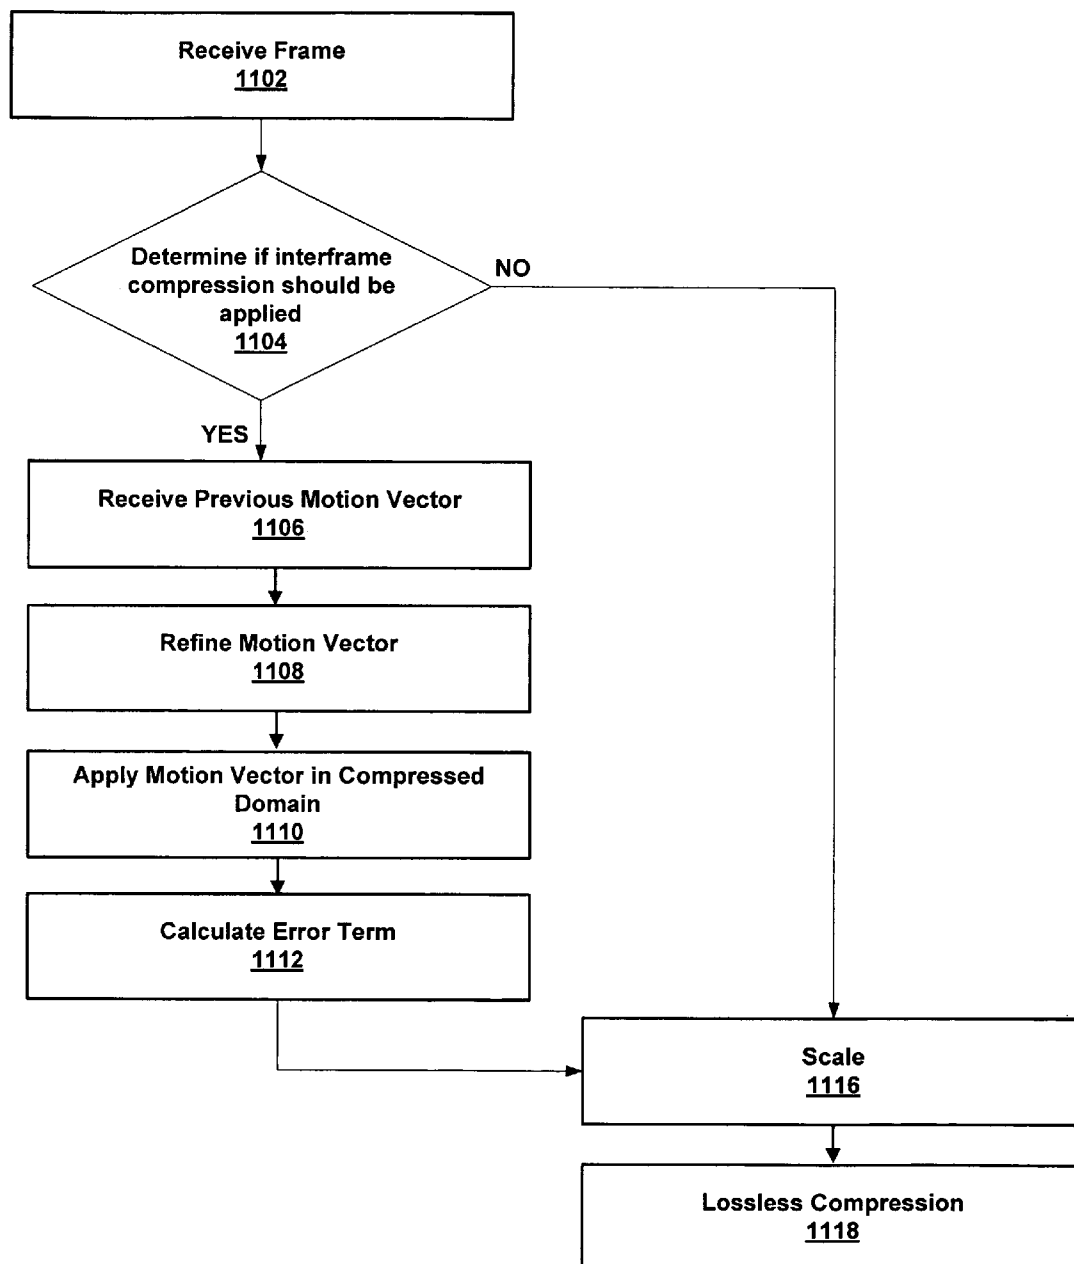 Receive Frame
1102
Determine if interframe
compression should be
applied
1104
NO
YES
Receive Previous Motion Vector
1106
Refine Motion Vector
1108
Apply Motion Vector in Compressed
Domain
1110
Calculate Error Term
1112
Scale
1116
Lossless Compression
1118